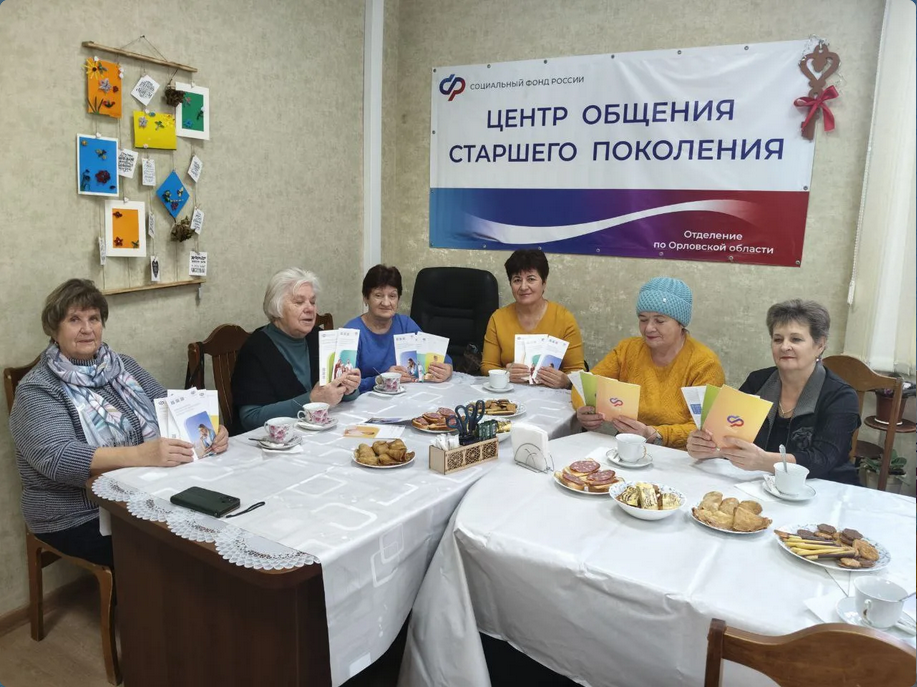 СОЦИАЛЬНЫЙ ФОНД РОССИИ
ЦЕНТР ОБЩЕНИЯ
СТАРШЕГО ПОКОЛЕНИЯ
Отделение
по Орловской области